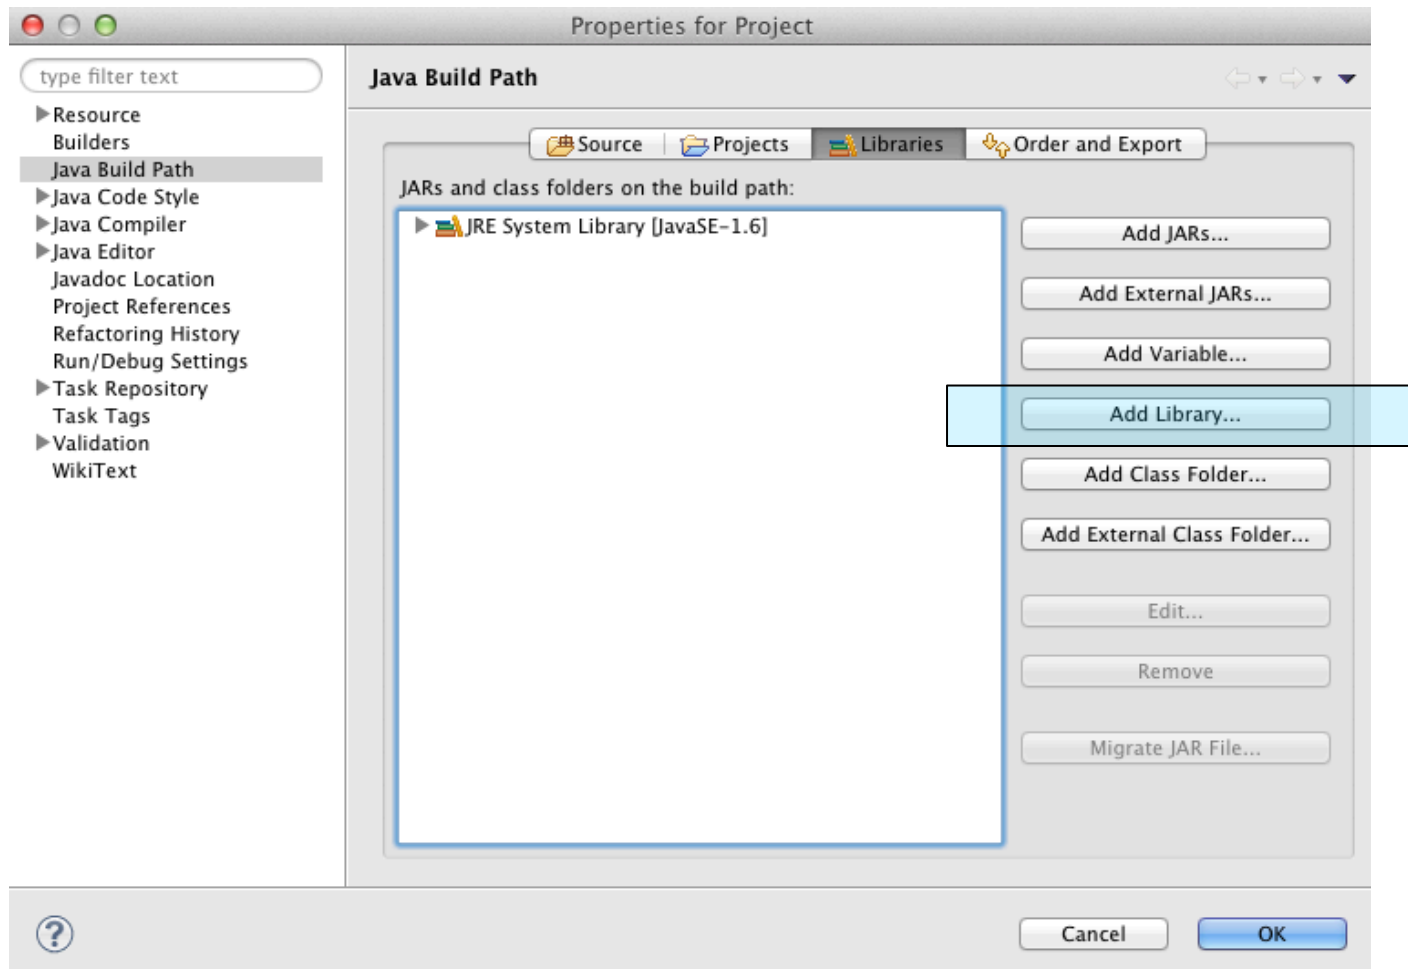 Properties for Project
type filter text
Resource
Builders
Java Build Path
Java Code Style
Java Compiler
Java Editor
Javadoc Location
Project References
Refactoring History
Run/Debug Settings
Task Repository
Task Tags
Validation
WikiText
Java Build Path
Source Projects Libraries Order and Export
JARs and class folders on the build path:
JRE System Library [JavaSE-1.6]
Add JARs...
Add External JARs...
Add Variable...
Add Library...
Add Class Folder...
Add External Class Folder...
Edit...
Remove
Migrate JAR File...
?
Cancel OK